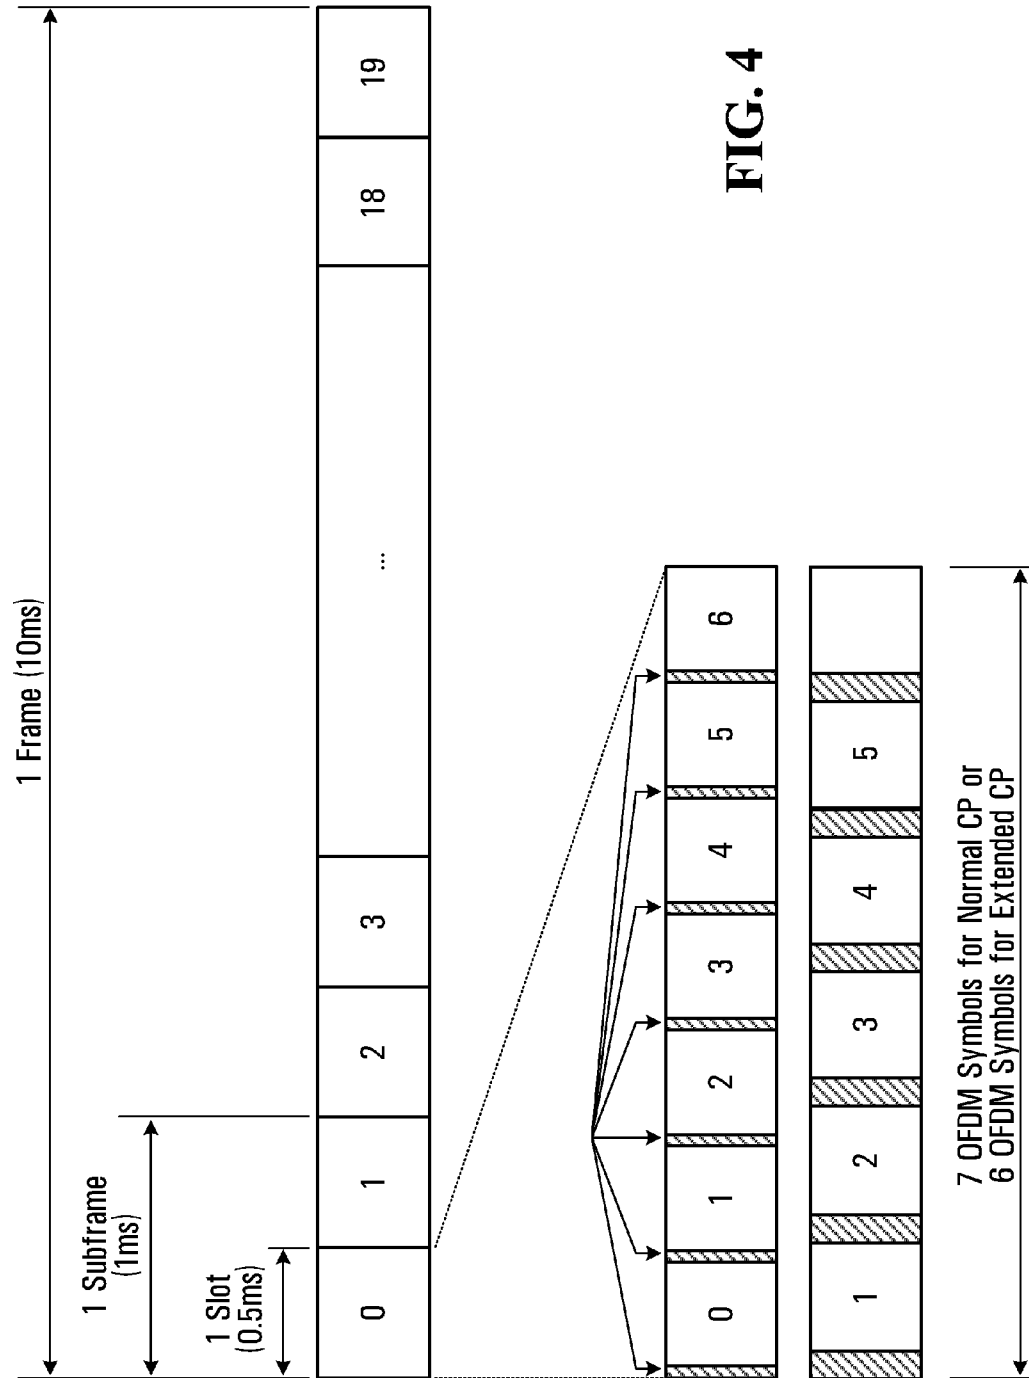 1 Frame (10ms)
1 Subframe
(1ms)
1 Slot
(0.5ms)
0 1 2 3 ... 18 19
0 1 2 3 4 5 6
1 2 3 4 5
7 OFDM Symbols for Normal CP or
6 OFDM Symbols for Extended CP
FIG. 4